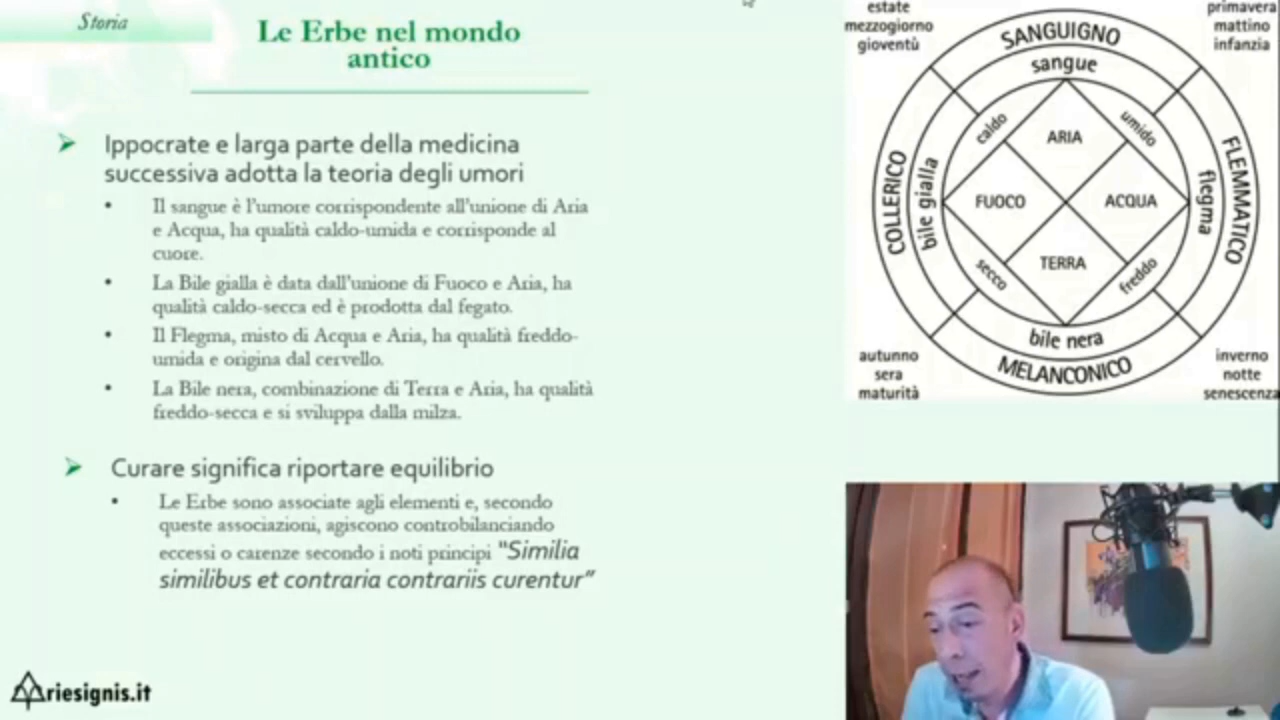 Storia
Le Erbe nel mondo
antico
Ippocrate e larga parte della medicina
successiva adotta la teoria degli umori
Il sangue è l'umore corrispondente all'unione di Aria
e Acqua, ha qualità caldo-umida e corrisponde al
cuore.
La Bile gialla è data dall'unione di Fuoco e Aria, ha
qualità caldo-secca ed è prodotta dal fegato.
Il Flegma, misto di Acqua e Aria, ha qualità freddo-
umida e origina dal cervello.
La Bile nera, combinazione di Terra e Aria, ha qualità
freddo-secca e si sviluppa dalla milza.
Curare significa riportare equilibrio
Le Erbe sono associate agli elementi e, secondo
queste associazioni, agiscono controbilanciando
eccessi o carenze secondo i noti principi "Similia
similibus et contraria contrariis curentur"
riesignis.it
estate
mezzogiorno
gioventù
primavera
mattino
infanzia
SANGUIGNO
sangue
caldo
umido
ARIA
COLLERICO
bile gialla
FUOCO
ACQUA
flegma
FLEMMATICO
TERRA
secco
freddo
bile nera
MELANCONICO
autunno
sera
maturità
inverno
notte
senescenza